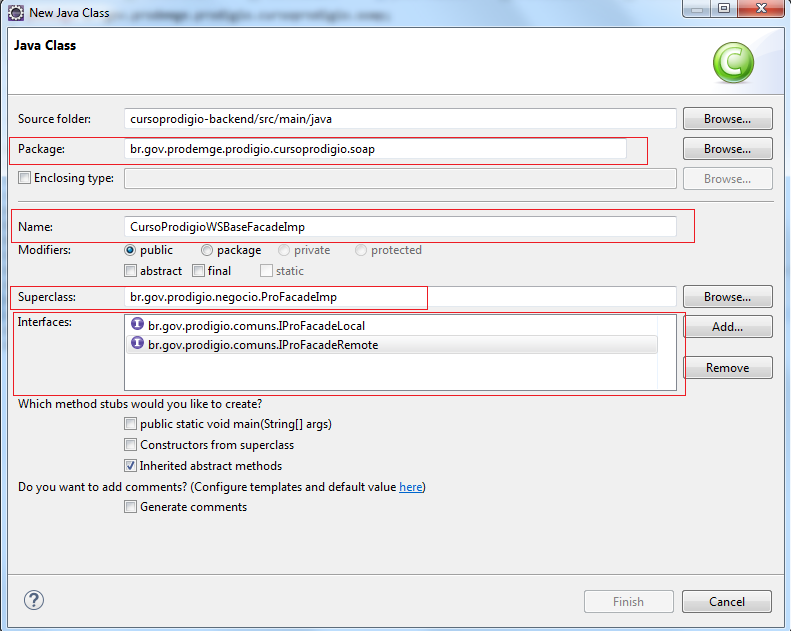 New Java Class
Java Class
Source folder: cursoprodigio-backend/src/main/java Browse...
Package: br.gov.prodemge.prodigio.cursoprodigio.soap Browse...
Enclosing type: Browse...
Name: CursoProdigioWSBaseFacadeImp
Modifiers: public package private protected
abstract final static
Superclass: br.gov.prodigio.negocio.ProFacadeImp Browse...
Interfaces: br.gov.prodigio.comuns.IProFacadeLocal Add...
br.gov.prodigio.comuns.IProFacadeRemote
Remove
Which method stubs would you like to create?
public static void main(String[] args)
Constructors from superclass
Inherited abstract methods
Do you want to add comments? (Configure templates and default value here)
Generate comments
Finish Cancel